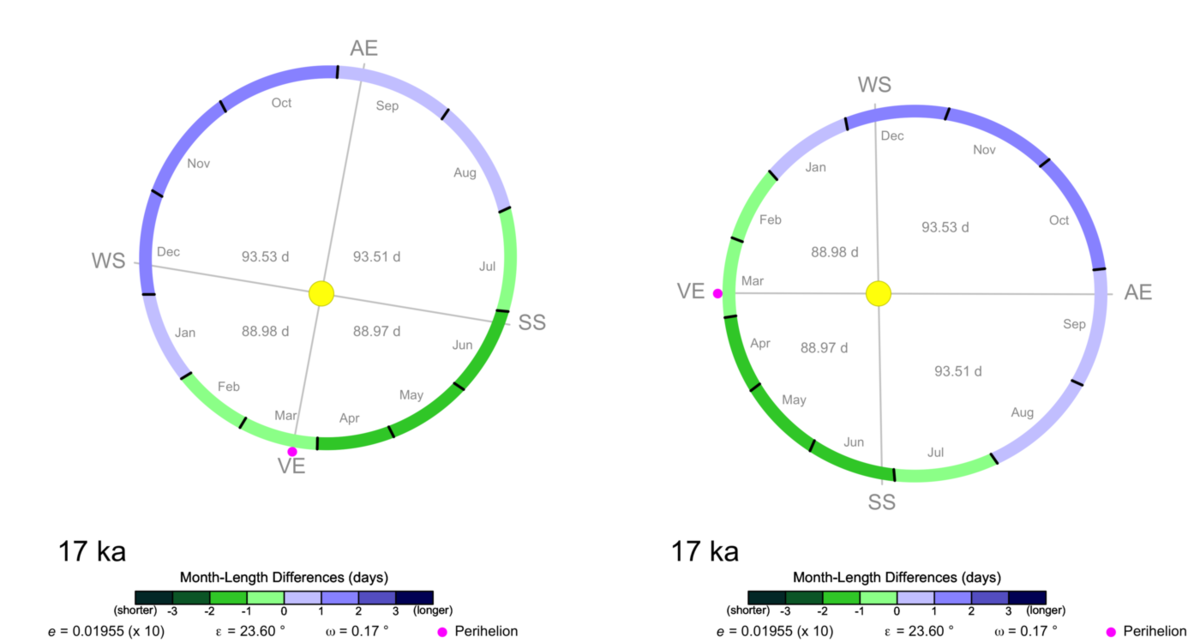 AE
Oct
Sep
Nov
Aug
WS
Dec
93.53 d
93.51 d
Jul
SS
Jan
88.98 d
88.97 d
Jun
Feb
May
Mar
Apr
VE
17 ka
Month-Length Differences (days)
(shorter) -3 -2 -1 0 1 2 3 (longer)
e = 0.01955 (x 10) ε = 23.60 ° ω = 0.17 ° Perihelion
WS
Dec
Nov
Jan
Feb
Oct
93.53 d
88.98 d
VE
Mar
AE
Sep
Apr
88.97 d
93.51 d
May
Aug
Jun
Jul
SS
17 ka
Month-Length Differences (days)
(shorter) -3 -2 -1 0 1 2 3 (longer)
e = 0.01955 (x 10) ε = 23.60 ° ω = 0.17 ° Perihelion